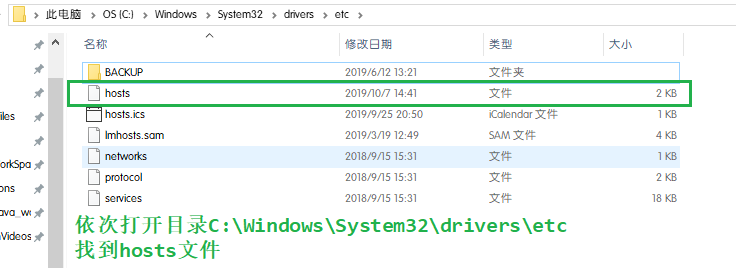 此电脑 > OS (C:) > Windows > System32 > drivers > etc >
名称 修改日期 类型 大小
BACKUP 2019/6/12 13:21 文件夹
hosts 2019/10/7 14:41 文件 2 KB
hosts.ics 2019/9/25 20:50 iCalendar 文件 1 KB
lmhosts.sam 2019/3/19 12:49 SAM 文件 4 KB
networks 2018/9/15 15:31 文件 1 KB
protocol 2018/9/15 15:31 文件 2 KB
services 2018/9/15 15:31 文件 18 KB
iles
orkSpa
ons
ava_w
nVideos
依次打开目录C:\Windows\System32\drivers\etc
找到hosts文件